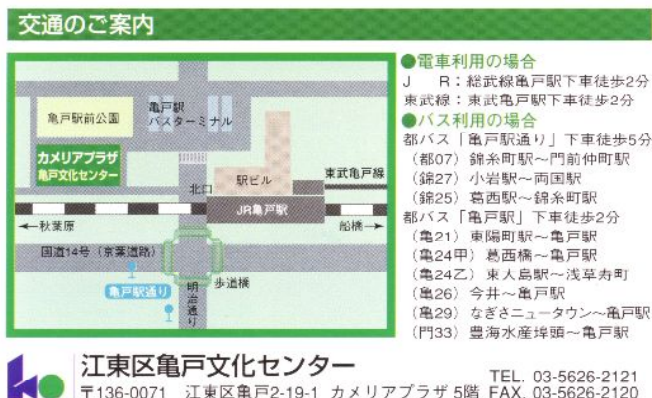 交通のご案内
亀戸駅前公園
亀戸駅
バスターミナル
カメリアプラザ
亀戸文化センター
北口
駅ビル
東武亀戸線
JR亀戸駅
←秋葉原
船橋→
国道14号（京葉道路）
亀戸駅通り
明治通り
歩道橋
●電車利用の場合
J R：総武線亀戸駅下車徒歩2分
東武線：東武亀戸駅下車徒歩2分
●バス利用の場合
都バス「亀戸駅通り」下車徒歩5分
（都07）錦糸町駅～門前仲町駅
（錦27）小岩駅～両国駅
（錦25）葛西駅～錦糸町駅
都バス「亀戸駅」下車徒歩2分
（亀21）東陽町駅～亀戸駅
（亀24甲）葛西橋～亀戸駅
（亀24乙）東大島駅～浅草寿町
（亀26）今井～亀戸駅
（亀29）なぎさニュータウン～亀戸駅
（門33）豊海水産埠頭～亀戸駅
江東区亀戸文化センター
〒136-0071 江東区亀戸2-19-1 カメリアプラザ 5階
TEL. 03-5626-2121
FAX. 03-5626-2120